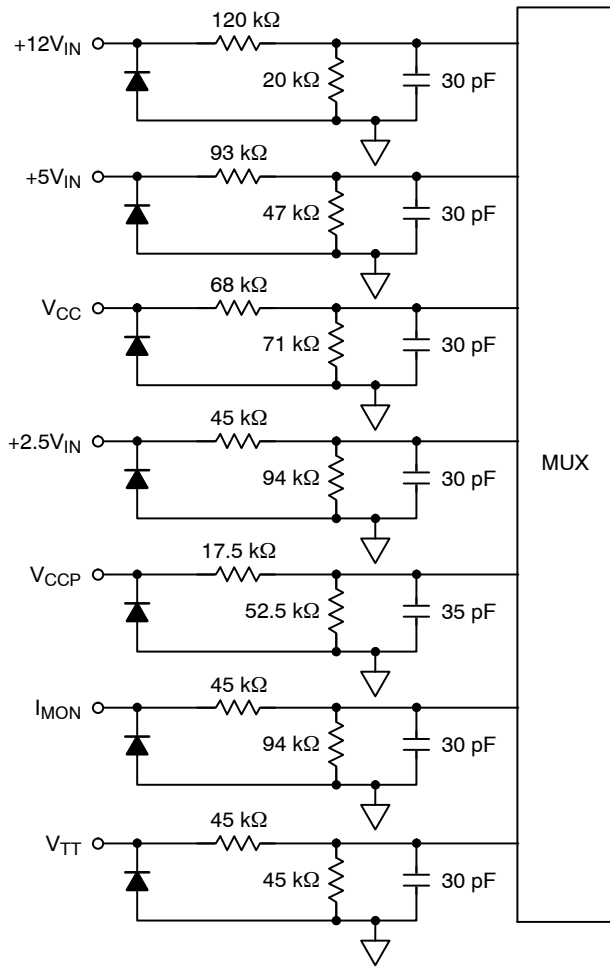 120 kΩ
+12V_IN
20 kΩ
30 pF
93 kΩ
+5V_IN
47 kΩ
30 pF
68 kΩ
V_CC
71 kΩ
30 pF
45 kΩ
+2.5V_IN
94 kΩ
30 pF
MUX
17.5 kΩ
V_CCP
52.5 kΩ
35 pF
45 kΩ
I_MON
94 kΩ
30 pF
45 kΩ
V_TT
45 kΩ
30 pF